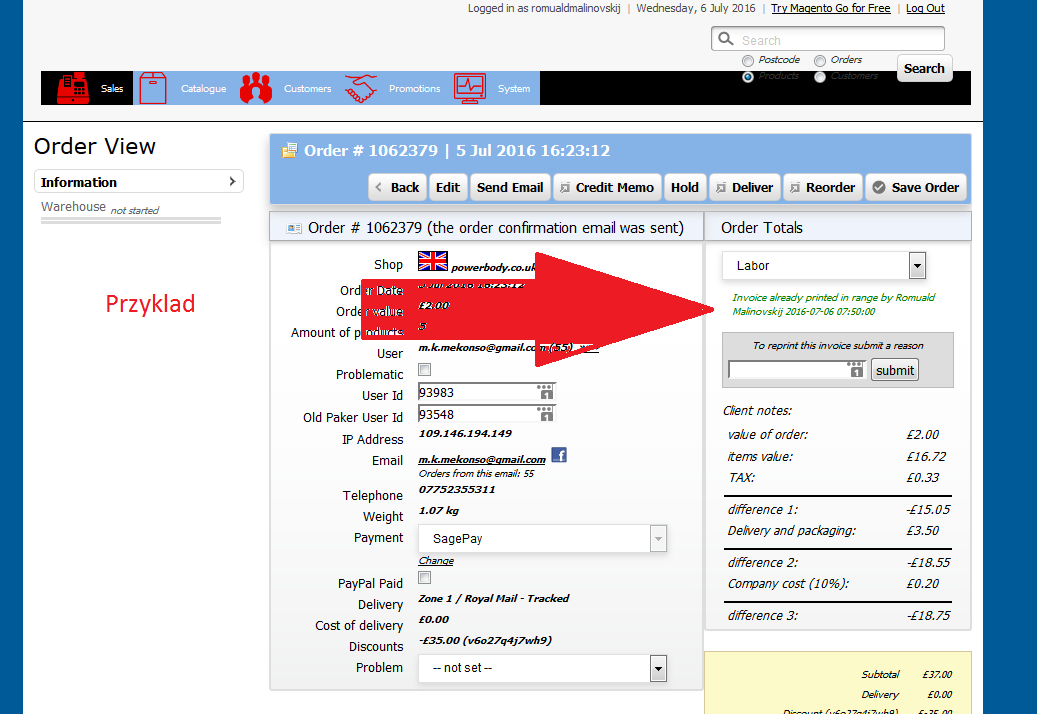 Logged in as romualdmalinovskij | Wednesday, 6 July 2016 | Try Magento Go for Free | Log Out
Search
Postcode Orders
Products Customers
Search
Sales Catalogue Customers Promotions System
Order View
Information
Warehouse not started
Przyklad
Order # 1062379 | 5 Jul 2016 16:23:12
Back Edit Send Email Credit Memo Hold Deliver Reorder Save Order
Order # 1062379 (the order confirmation email was sent)
Shop powerbody.co.uk
Order Date 5 Jul 2016 16:23:12
Order value £2.00
Amount of products 5
User m.k.mekonso@gmail.com (55)
Problematic
User Id 93983
Old Paker User Id 93548
IP Address 109.146.194.149
Email m.k.mekonso@gmail.com
Orders from this email: 55
Telephone 07752355311
Weight 1.07 kg
Payment SagePay
Change
PayPal Paid
Delivery Zone 1 / Royal Mail - Tracked
Cost of delivery £0.00
Discounts -£35.00 (v6o27q4j7wh9)
Problem -- not set --
Order Totals
Labor
Invoice already printed in range by Romuald
Malinovskij 2016-07-06 07:50:00
To reprint this invoice submit a reason
submit
Client notes:
value of order: £2.00
items value: £16.72
TAX: £0.33
difference 1: -£15.05
Delivery and packaging: £3.50
difference 2: -£18.55
Company cost (10%): £0.20
difference 3: -£18.75
Subtotal £37.00
Delivery £0.00
Discount (v6o27q4j7wh9) £-35.00